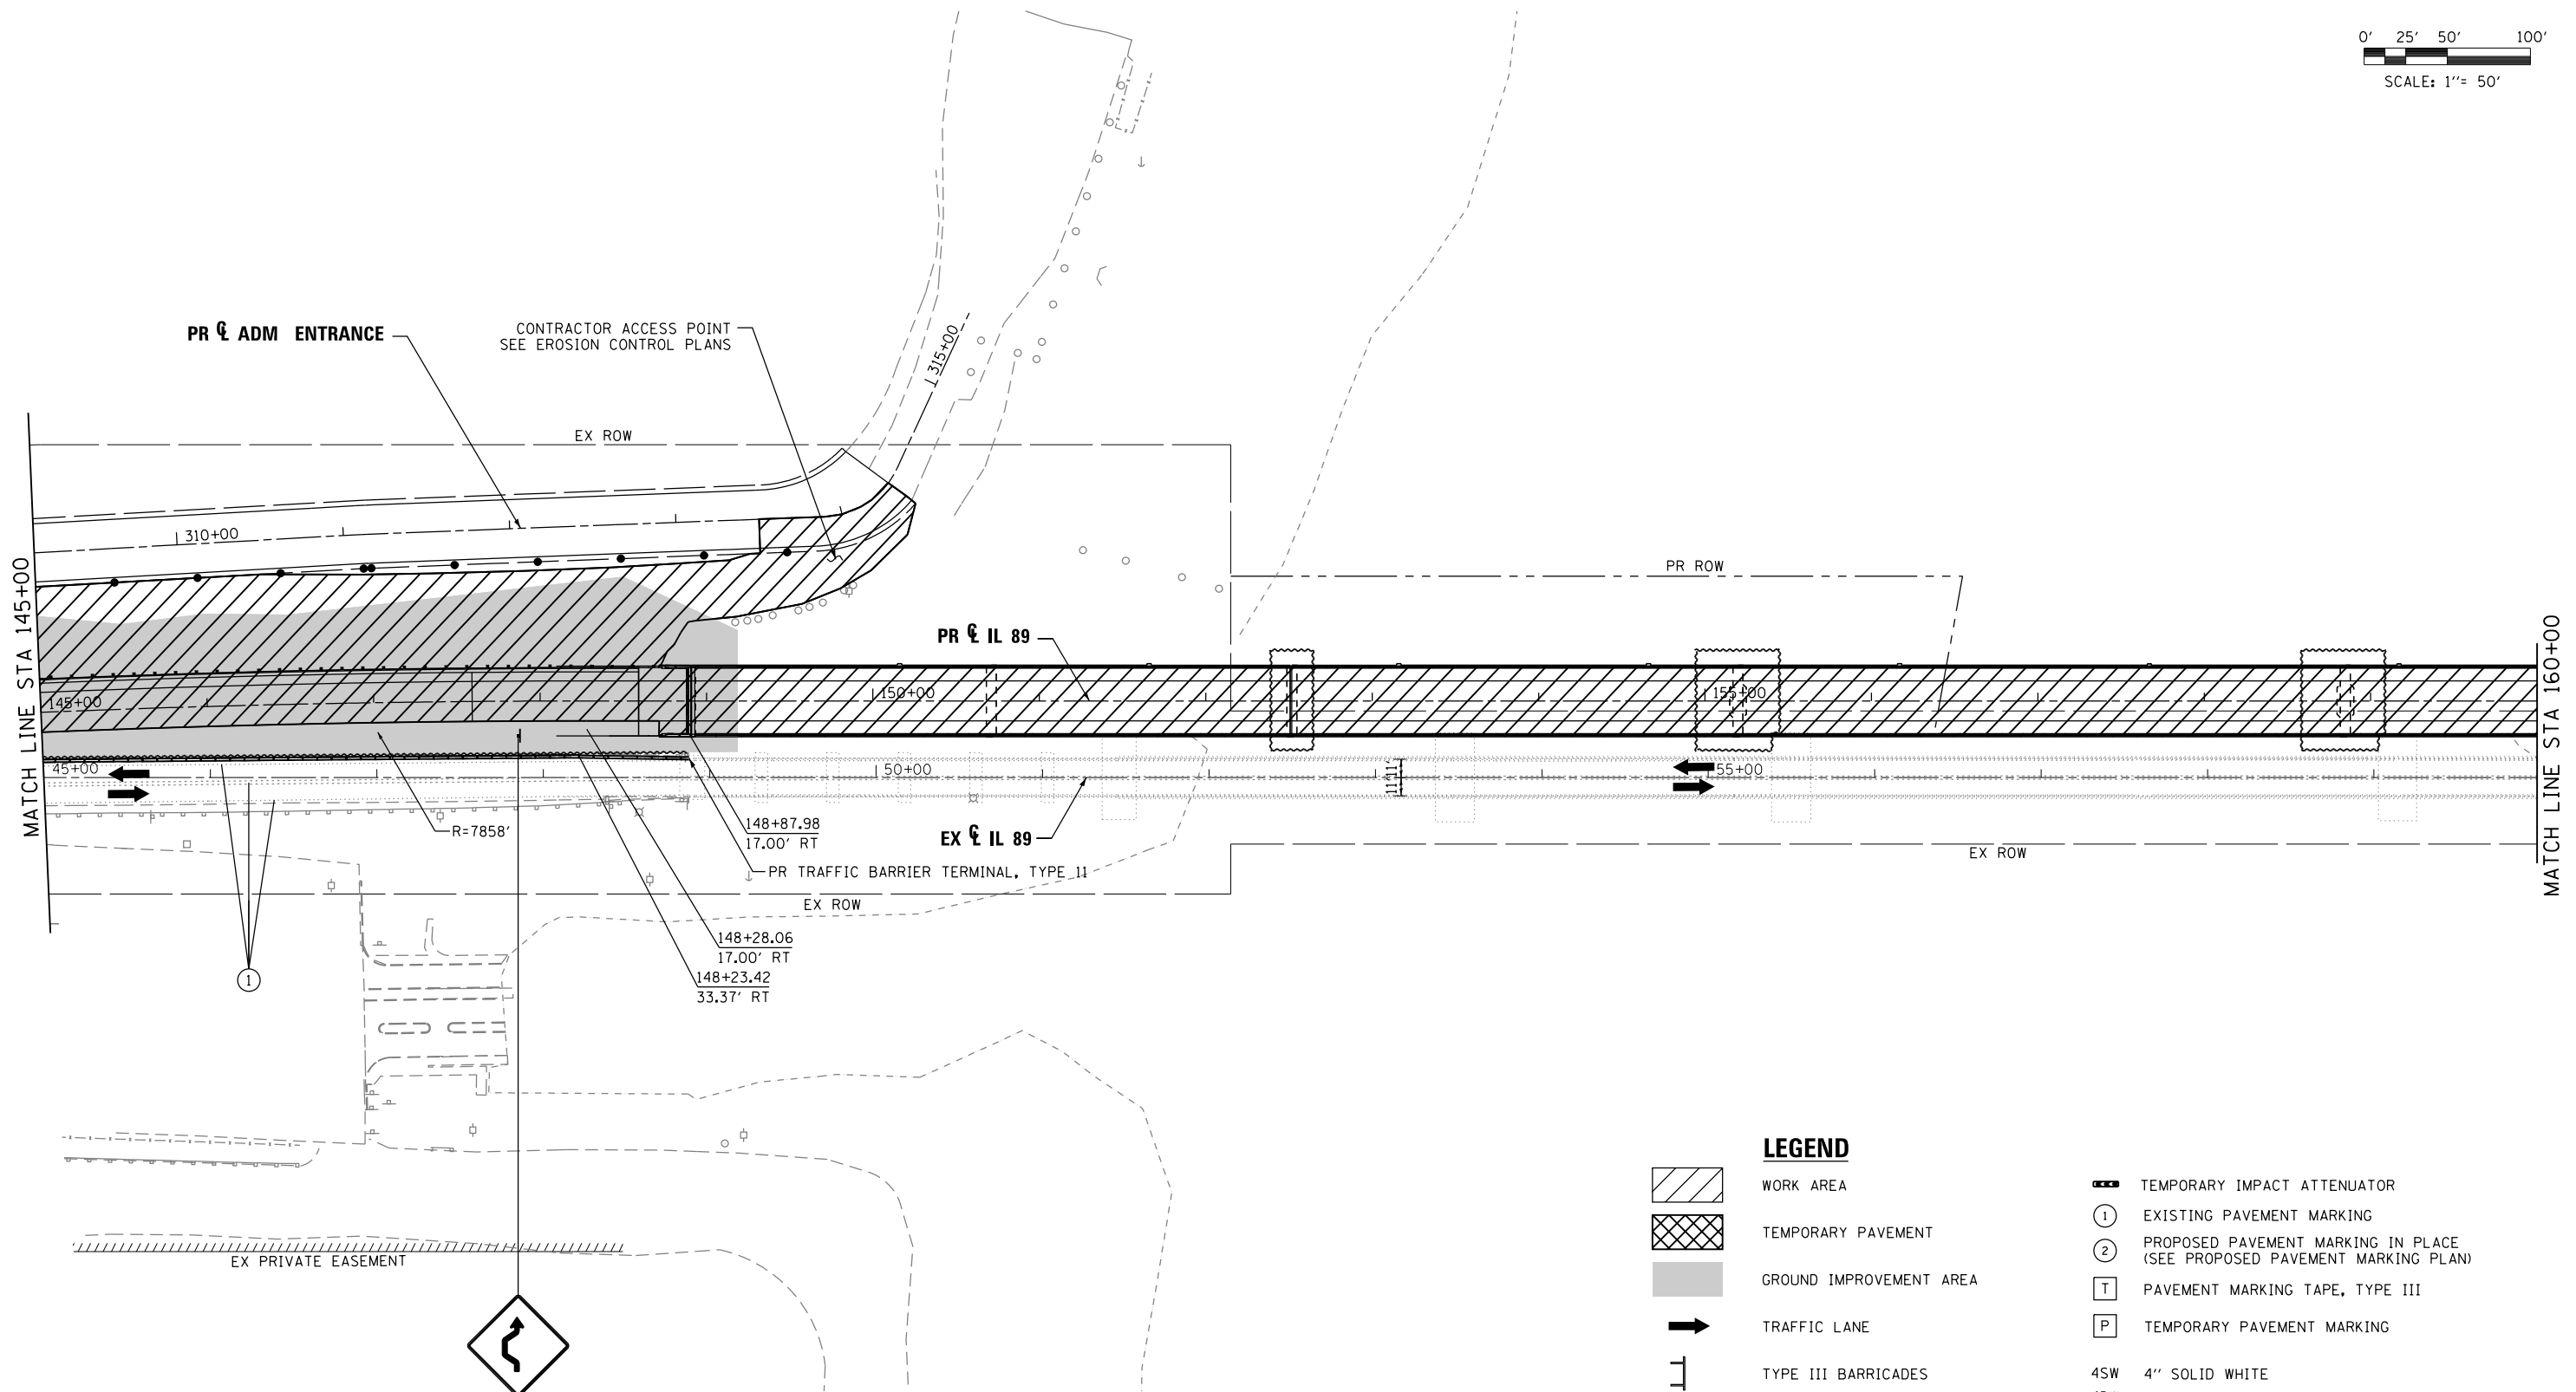 0' 25' 50' 100'
SCALE: 1"= 50'
PR ℄ ADM ENTRANCE
CONTRACTOR ACCESS POINT
SEE EROSION CONTROL PLANS
315+00
EX ROW
310+00
PR ROW
MATCH LINE STA 145+00
MATCH LINE STA 160+00
PR ℄ IL 89
145+00
150+00
155+00
45+00
50+00
55+00
11'
11'
R=7858'
148+87.98
17.00' RT
EX ℄ IL 89
PR TRAFFIC BARRIER TERMINAL, TYPE 11
EX ROW
EX ROW
148+28.06
17.00' RT
148+23.42
33.37' RT
1
EX PRIVATE EASEMENT
LEGEND
WORK AREA
TEMPORARY PAVEMENT
GROUND IMPROVEMENT AREA
TRAFFIC LANE
TYPE III BARRICADES
TEMPORARY IMPACT ATTENUATOR
1 EXISTING PAVEMENT MARKING
2 PROPOSED PAVEMENT MARKING IN PLACE
(SEE PROPOSED PAVEMENT MARKING PLAN)
T PAVEMENT MARKING TAPE, TYPE III
P TEMPORARY PAVEMENT MARKING
4SW 4" SOLID WHITE